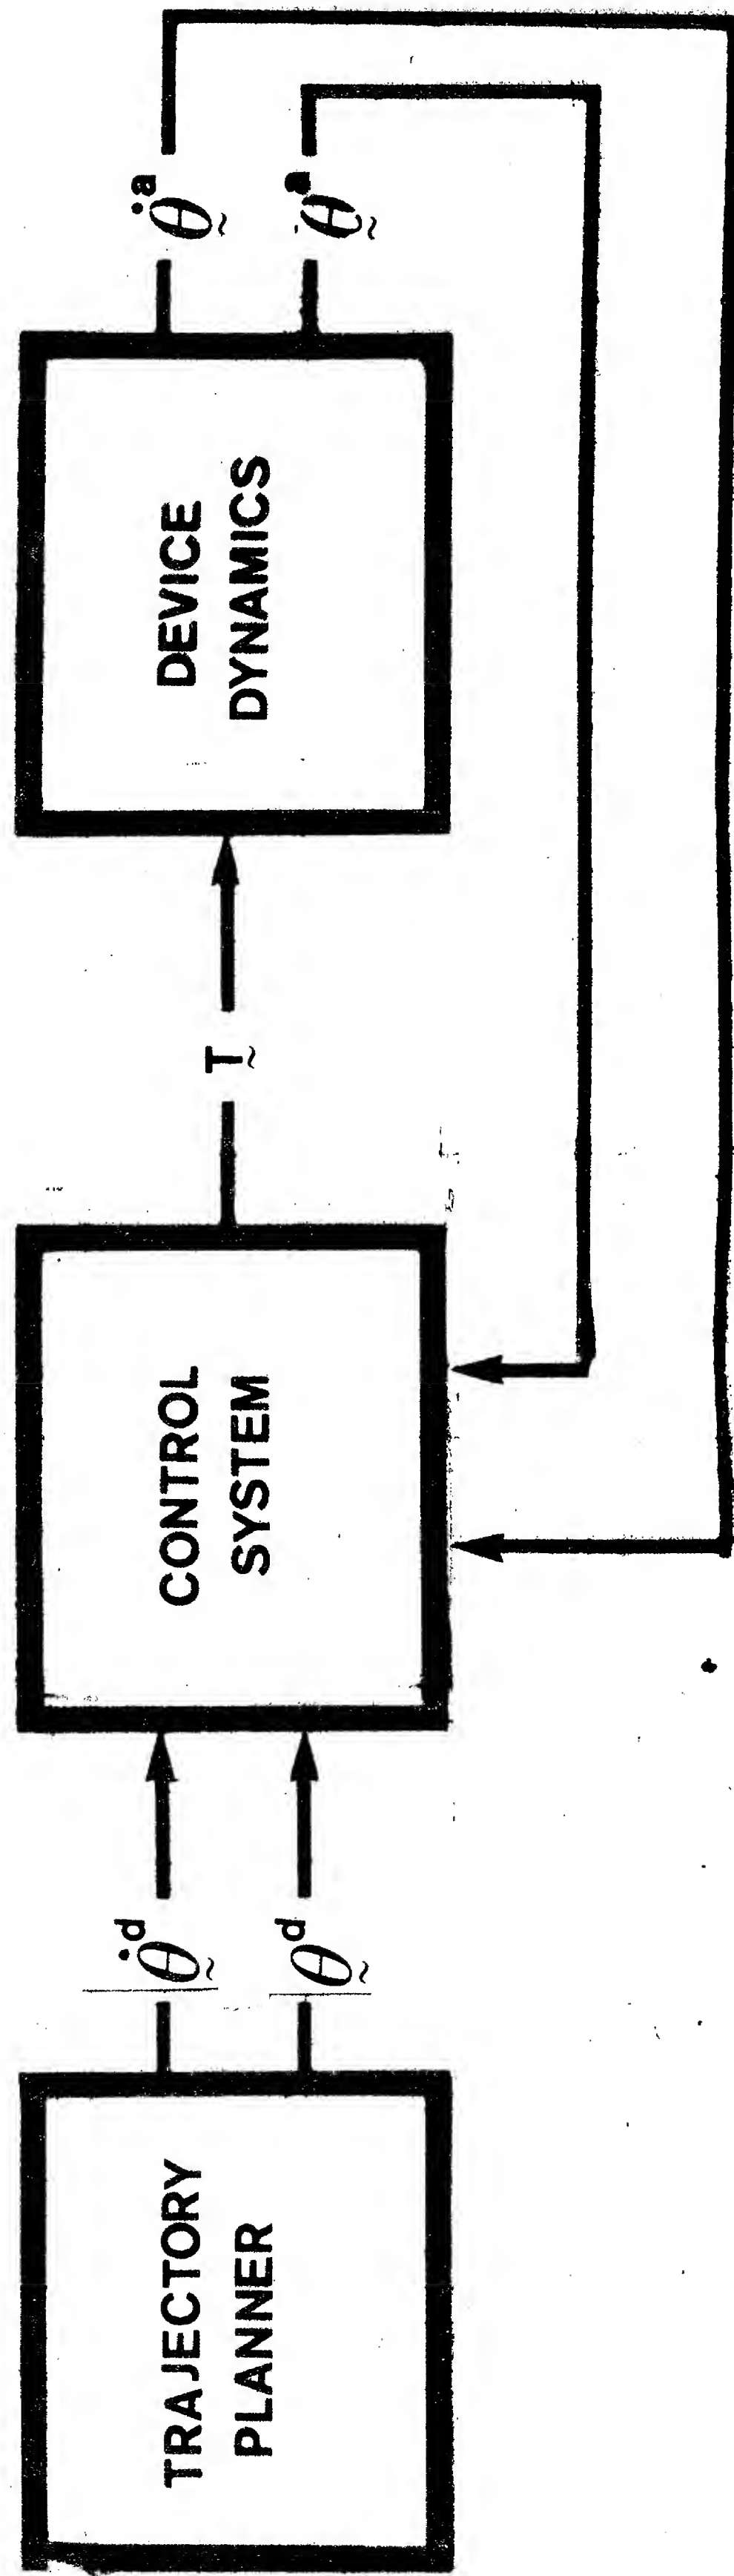 TRAJECTORY
PLANNER
θ̰̇ᵈ
θ̰ᵈ
CONTROL
SYSTEM
T̰
DEVICE
DYNAMICS
θ̰̇ᵃ
θ̰ᵃ